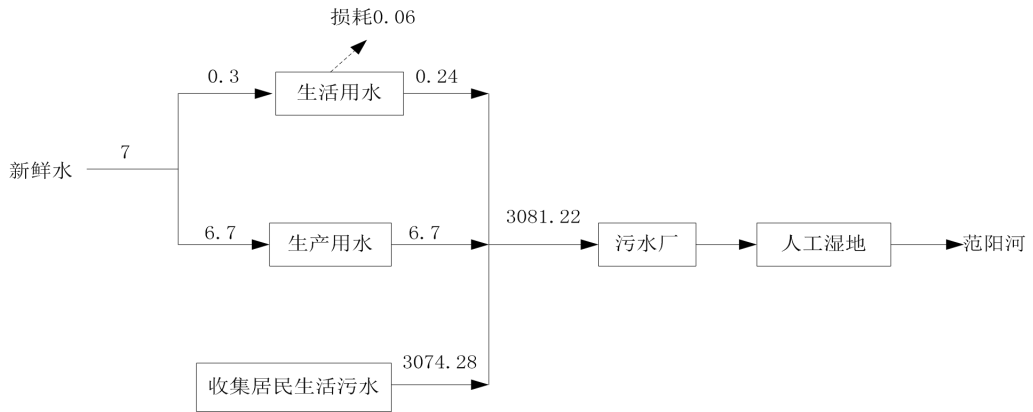 损耗0.06
0.3
生活用水
0.24
新鲜水
7
6.7
生产用水
6.7
3081.22
污水厂
人工湿地
范阳河
收集居民生活污水
3074.28